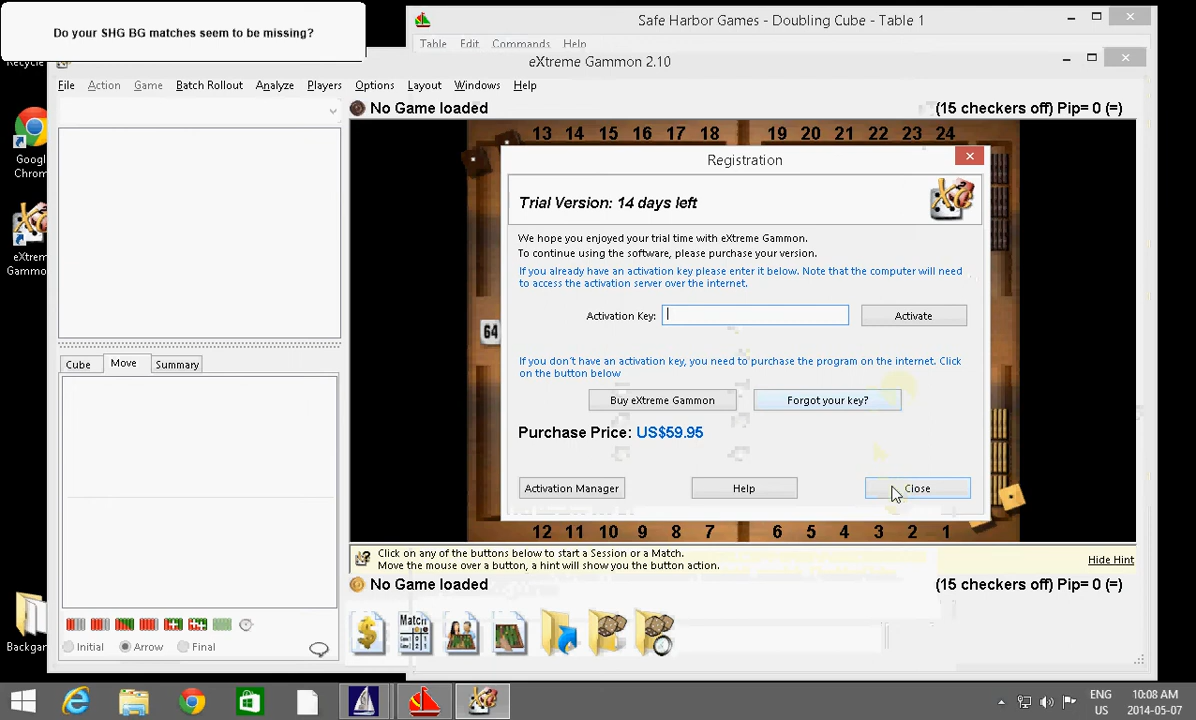 Do your SHG BG matches seem to be missing?
Safe Harbor Games - Doubling Cube - Table 1
Table Edit Commands Help
eXtreme Gammon 2.10
File Action Game Batch Rollout Analyze Players Options Layout Windows Help
No Game loaded
(15 checkers off) Pip= 0 (=)
13 14 15 16 17 18 19 20 21 22 23 24
Registration
Trial Version: 14 days left
We hope you enjoyed your trial time with eXtreme Gammon.
To continue using the software, please purchase your version.
If you already have an activation key please enter it below. Note that the computer will need
to access the activation server over the internet.
Activation Key:
Activate
If you don't have an activation key, you need to purchase the program on the internet. Click
on the button below
Buy eXtreme Gammon
Forgot your key?
Purchase Price: US$59.95
Activation Manager
Help
Close
64
12 11 10 9 8 7 6 5 4 3 2 1
Click on any of the buttons below to start a Session or a Match.
Move the mouse over a button, a hint will show you the button action.
Hide Hint
No Game loaded
(15 checkers off) Pip= 0 (=)
Match
Cube Move Summary
Initial Arrow Final
Google
Chrom
eXtreme
Gammon
Backgan
ENG
US
10:08 AM
2014-05-07